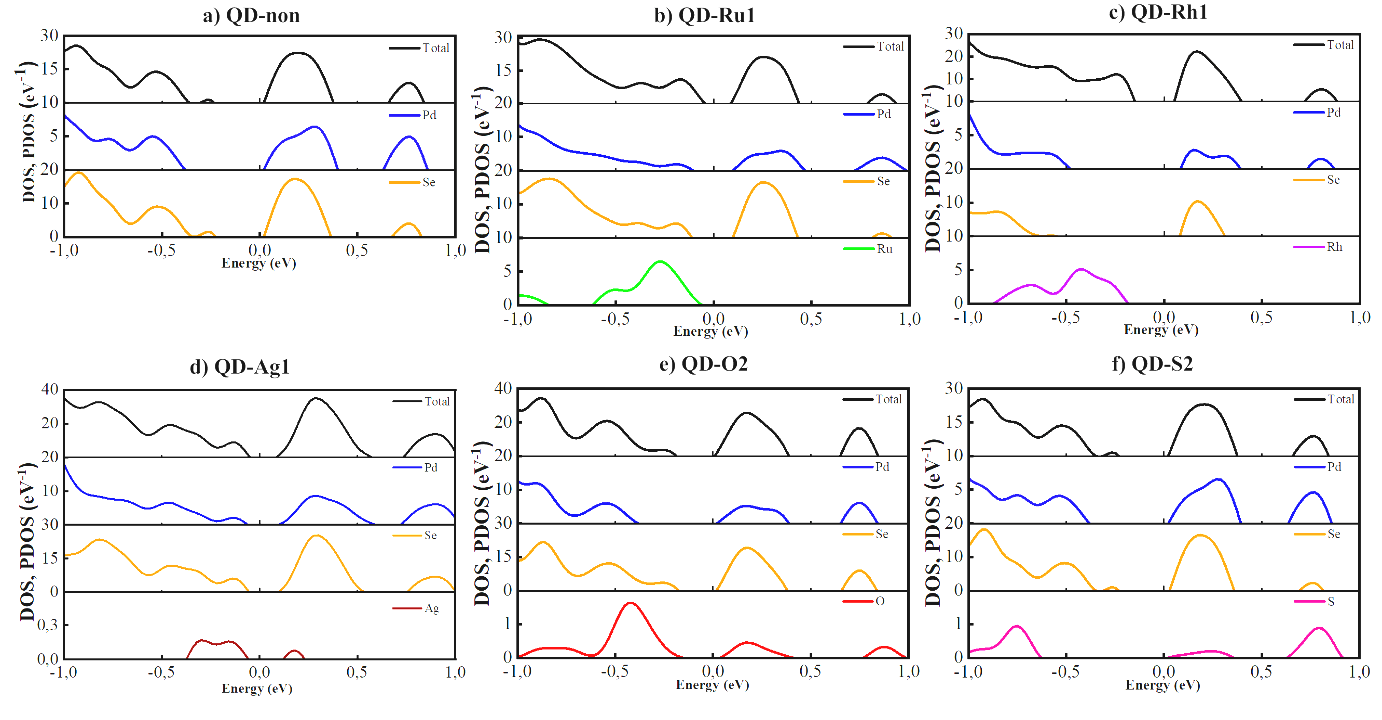 a) QD-non
DOS, PDOS (eV-1)
30
15
10
5
20
10
0
Total
Pd
Se
-1,0 -0,5 0,0 0,5 1,0
Energy (eV)
b) QD-Ru1
DOS, PDOS (eV-1)
30
15
20
10
20
10
10
5
0
Total
Pd
Se
Ru
-1,0 -0,5 0,0 0,5 1,0
Energy (eV)
c) QD-Rh1
DOS, PDOS (eV-1)
30
20
10
10
5
20
10
10
5
0
Total
Pd
Se
Rh
-1,0 -0,5 0,0 0,5 1,0
Energy (eV)
d) QD-Ag1
DOS, PDOS (eV-1)
40
20
20
10
30
15
0
0,3
0,0
Total
Pd
Se
Ag
-1,0 -0,5 0,0 0,5 1,0
Energy (eV)
e) QD-O2
DOS, PDOS (eV-1)
40
20
20
10
30
15
0
1
0
Total
Pd
Se
O
-1,0 -0,5 0,0 0,5 1,0
Energy (eV)
f) QD-S2
DOS, PDOS (eV-1)
30
15
10
5
20
10
0
1
0
Total
Pd
Se
S
-1,0 -0,5 0,0 0,5 1,0
Energy (eV)